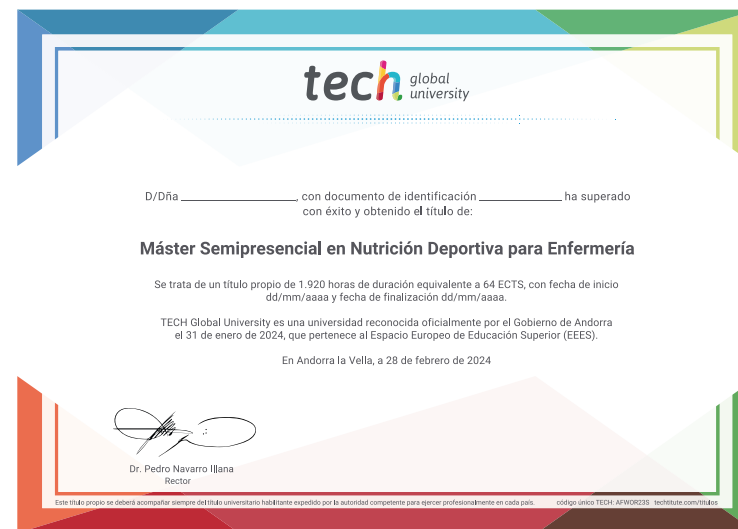 tech global university
D/Dña ______________, con documento de identificación ______________ ha superado
con éxito y obtenido el título de:
Máster Semipresencial en Nutrición Deportiva para Enfermería
Se trata de un título propio de 1.920 horas de duración equivalente a 64 ECTS, con fecha de inicio
dd/mm/aaaa y fecha de finalización dd/mm/aaaa.
TECH Global University es una universidad reconocida oficialmente por el Gobierno de Andorra
el 31 de enero de 2024, que pertenece al Espacio Europeo de Educación Superior (EEES).
En Andorra la Vella, a 28 de febrero de 2024
Dr. Pedro Navarro Illana
Rector
Este título propio se deberá acompañar siempre del título universitario habilitante expedido por la autoridad competente para ejercer profesionalmente en cada país. código único TECH: AFWOR23S techtitute.com/titulos